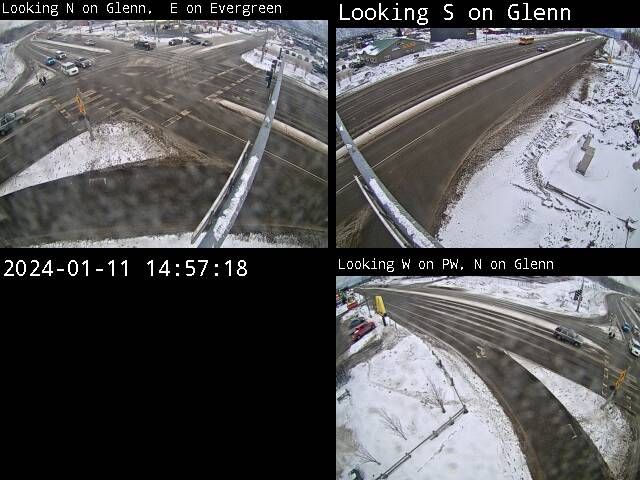 Looking N on Glenn,  E on Evergreen
Looking S on Glenn
2024-01-11 14:57:18
Looking W on PW, N on Glenn